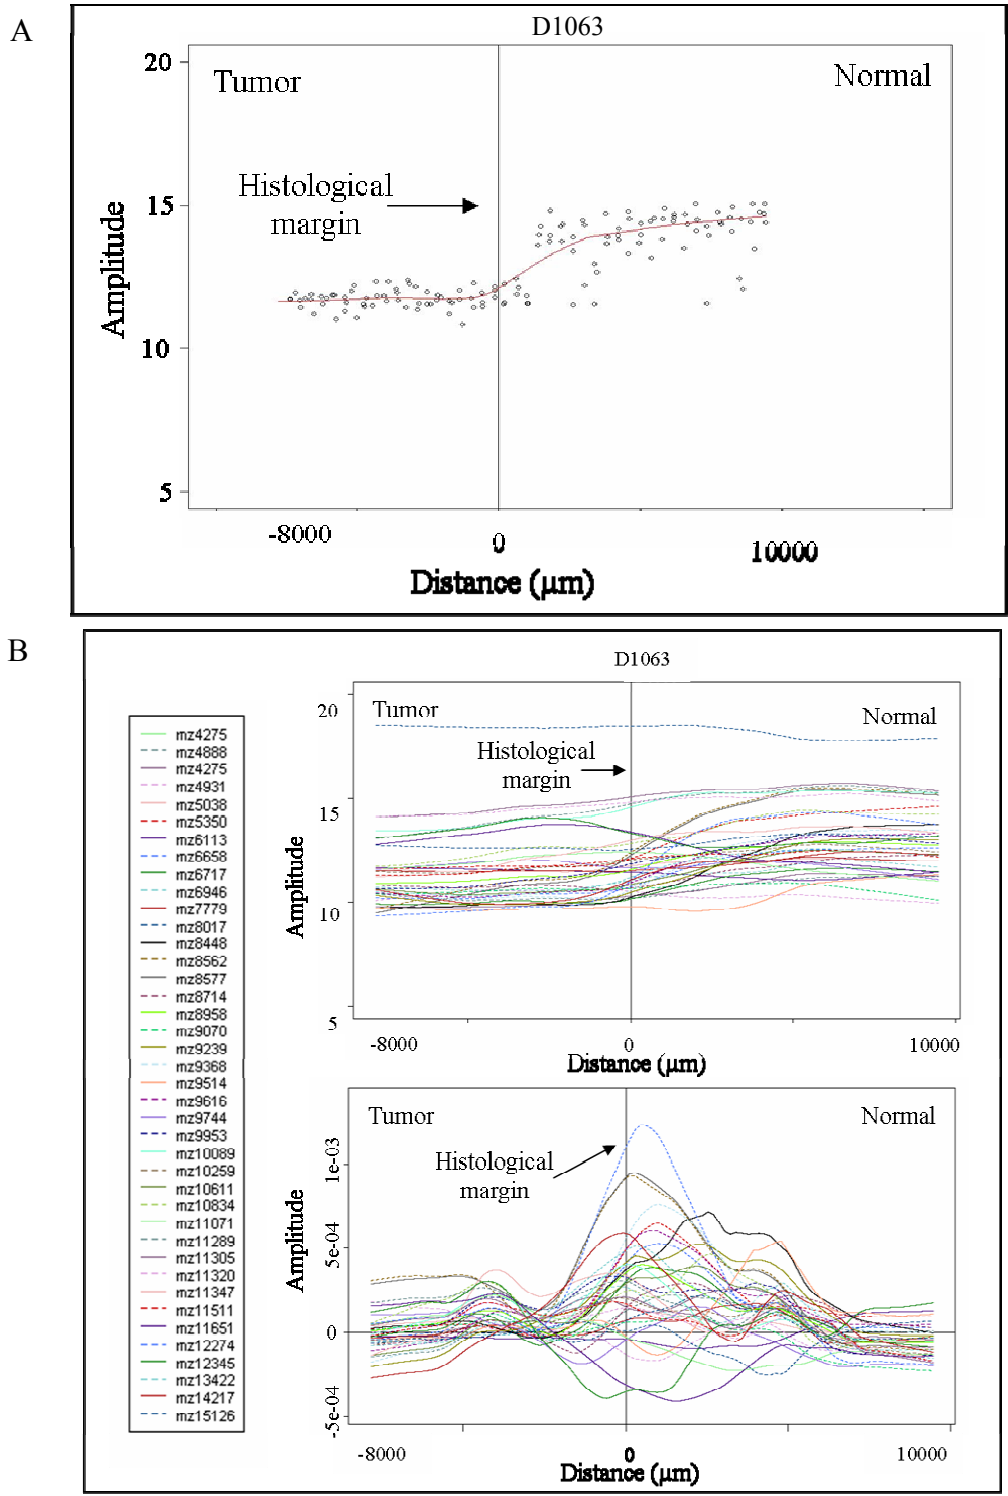 A
D1063
20
Tumor
Normal
Histological
margin
15
10
5
Amplitude
-8000
0
10000
Distance (μm)
B
D1063
mz4275
mz4888
mz4275
mz4931
mz5038
mz5350
mz6113
mz6658
mz6717
mz6946
mz7779
mz8017
mz8448
mz8562
mz8577
mz8714
mz8958
mz9070
mz9239
mz9368
mz9514
mz9616
mz9744
mz9953
mz10089
mz10259
mz10611
mz10834
mz11071
mz11289
mz11305
mz11320
mz11347
mz11511
mz11651
mz12274
mz12345
mz13422
mz14217
mz15126
20
Tumor
Normal
Histological
margin
15
10
5
Amplitude
-8000
0
10000
Distance (μm)
Tumor
Normal
Histological
margin
1e-03
5e-04
0
-5e-04
Amplitude
-8000
0
10000
Distance (μm)